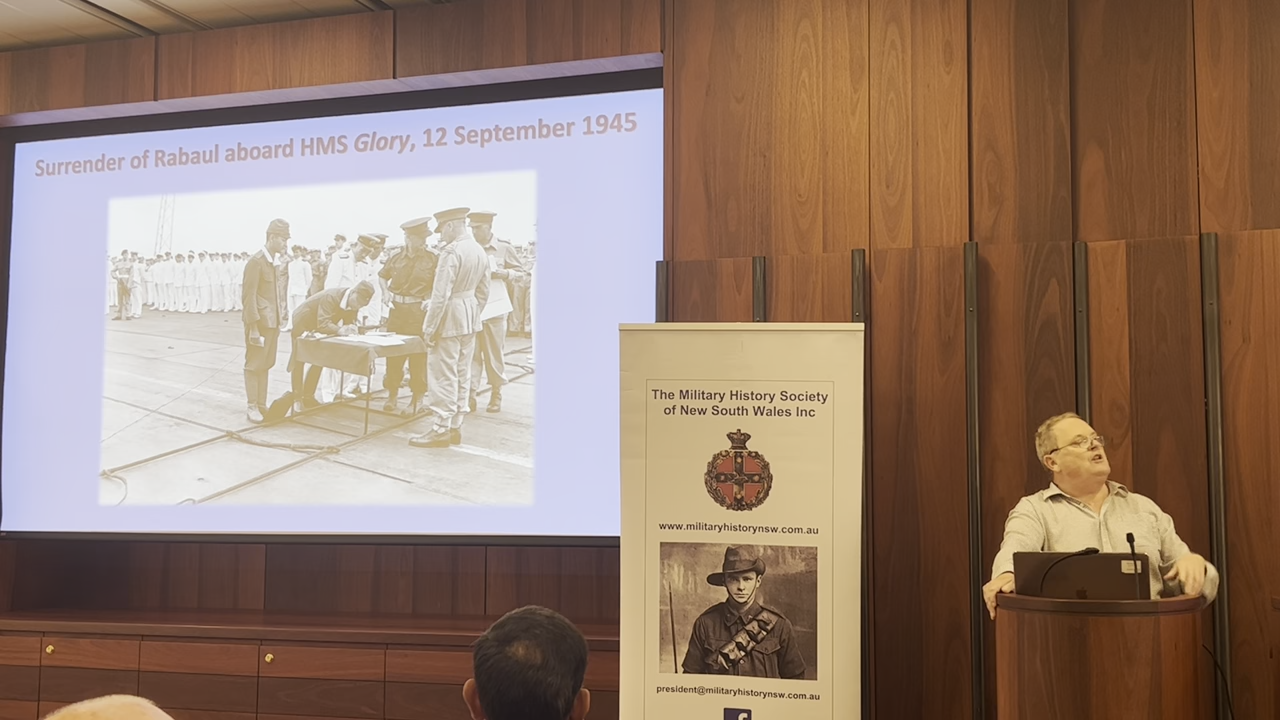 Surrender of Rabaul aboard HMS Glory, 12 September 1945
The Military History Society
of New South Wales Inc
www.militaryhistorynsw.com.au
president@militaryhistorynsw.com.au